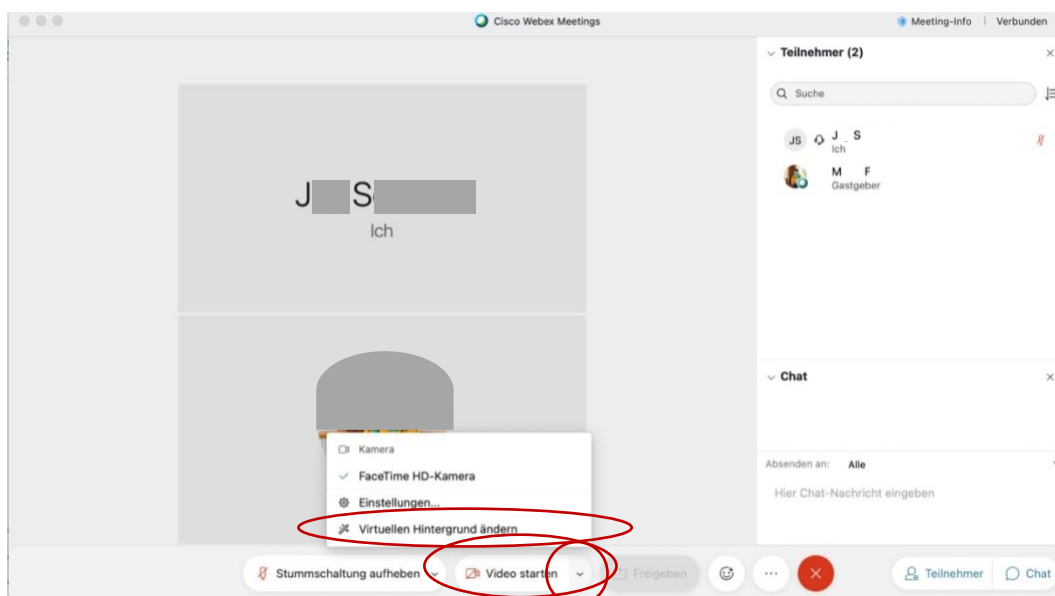 Cisco Webex Meetings
Meeting-Info
Verbunden
Teilnehmer (2)
Suche
JS
J S
Ich
M F
Gastgeber
J S
Ich
Chat
Absenden an: Alle
Hier Chat-Nachricht eingeben
Kamera
FaceTime HD-Kamera
Einstellungen...
Virtuellen Hintergrund ändern
Stummschaltung aufheben
Video starten
Freigeben
Teilnehmer
Chat